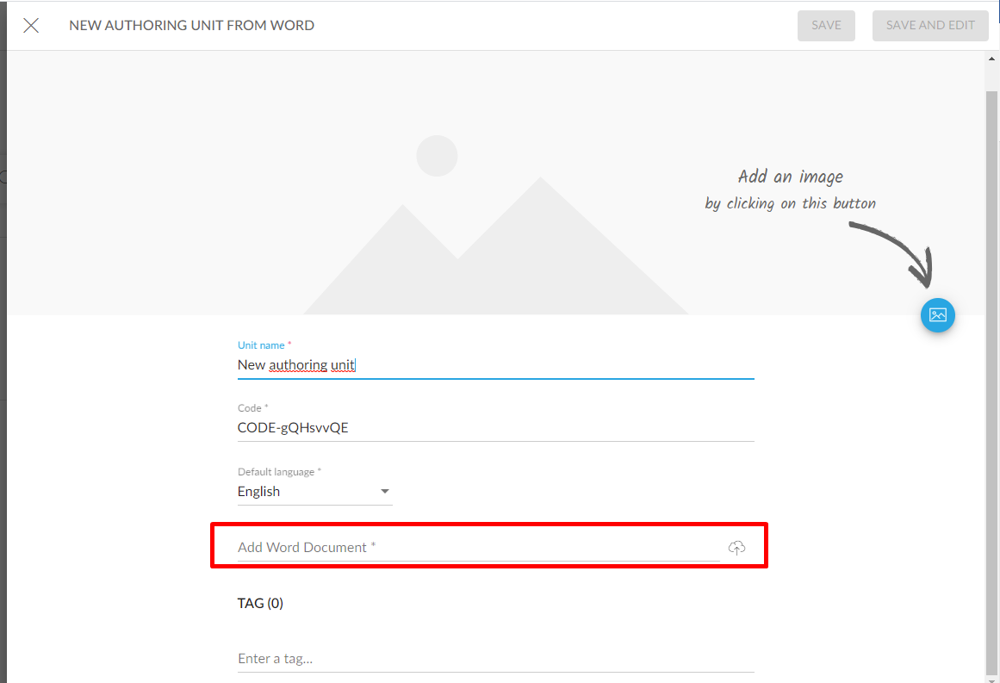 NEW AUTHORING UNIT FROM WORD
SAVE
SAVE AND EDIT
Add an image
by clicking on this button
Unit name *
New authoring unit
Code *
CODE-gQHsvvQE
Default language *
English
Add Word Document *
TAG (0)
Enter a tag...